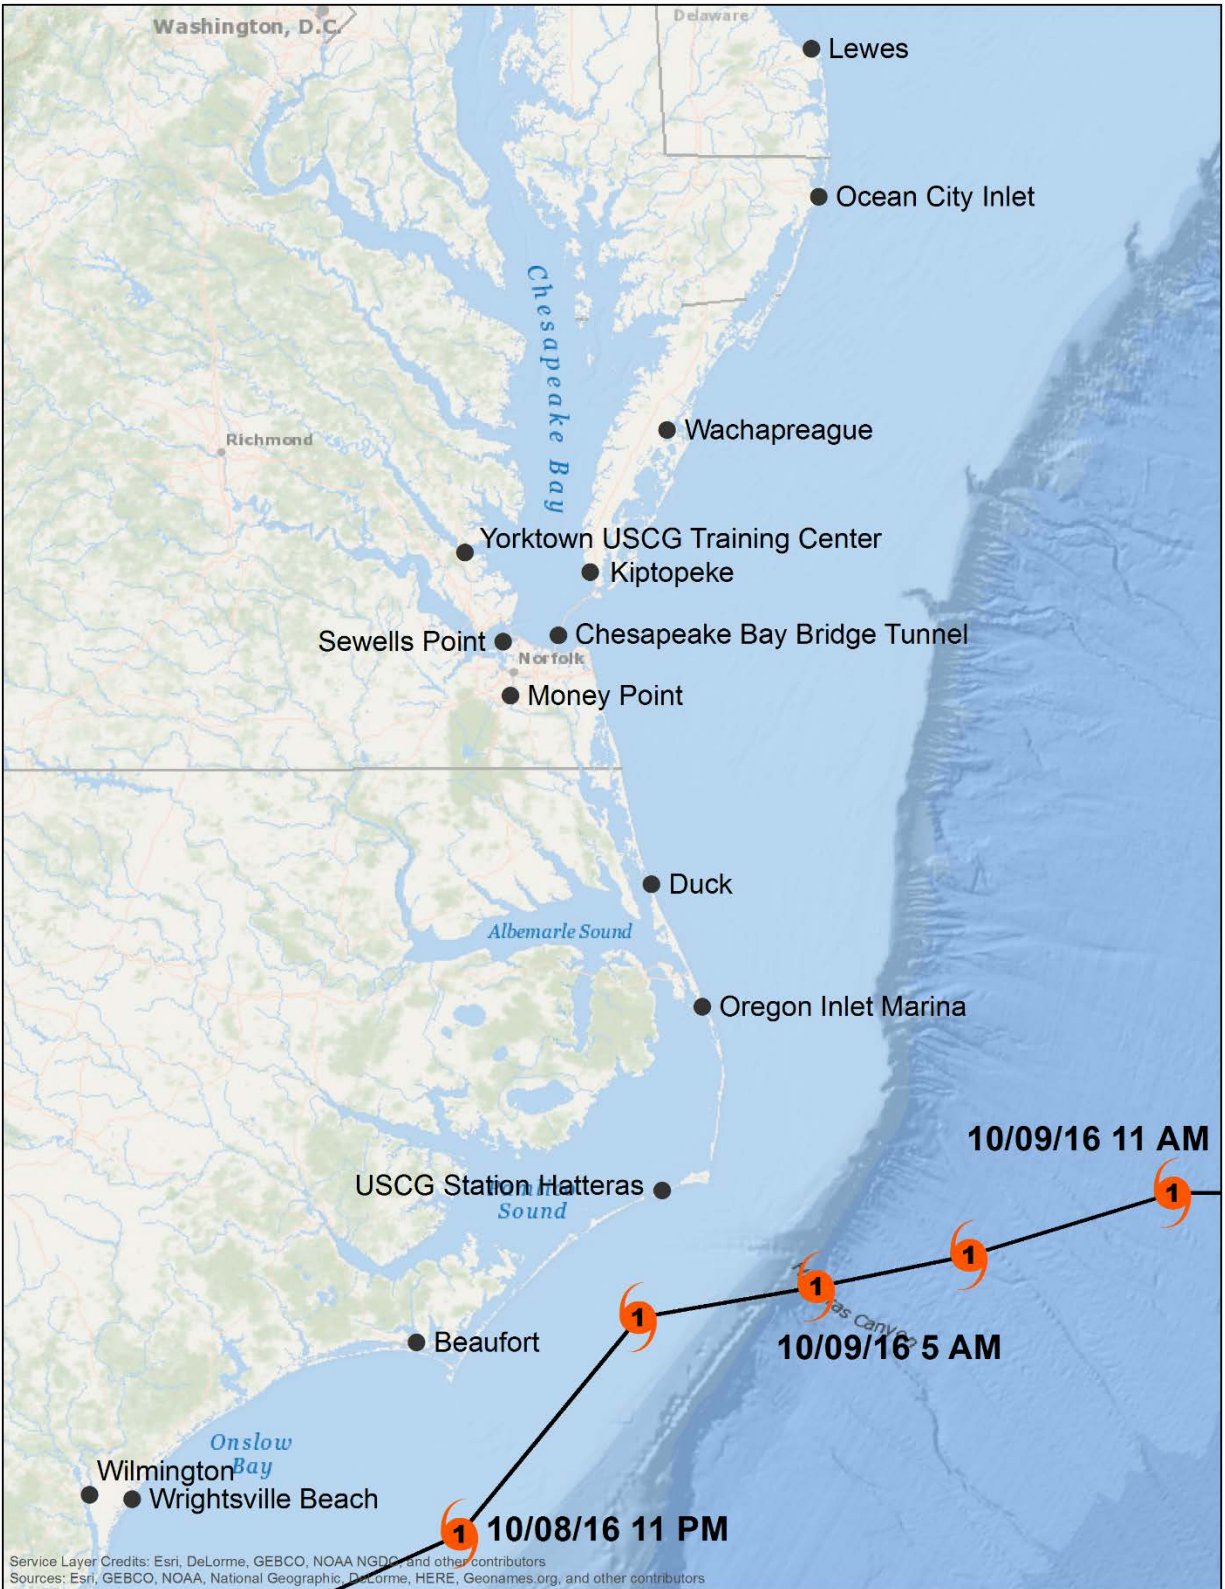 Delaware
Washington, D.C.
Lewes
Ocean City Inlet
Chesapeake Bay
Wachapreague
Richmond
Yorktown USCG Training Center
Kiptopeke
Chesapeake Bay Bridge Tunnel
Sewells Point
Norfolk
Money Point
Duck
Albemarle Sound
Oregon Inlet Marina
10/09/16 11 AM
1
USCG Station Hatteras
Sound
1
1
1
Canyon
10/09/16 5 AM
Beaufort
Onslow
Bay
Wilmington
Wrightsville Beach
1
10/08/16 11 PM
Service Layer Credits: Esri, DeLorme, GEBCO, NOAA NGDC, and other contributors
Sources: Esri, GEBCO, NOAA, National Geographic, DeLorme, HERE, Geonames.org, and other contributors